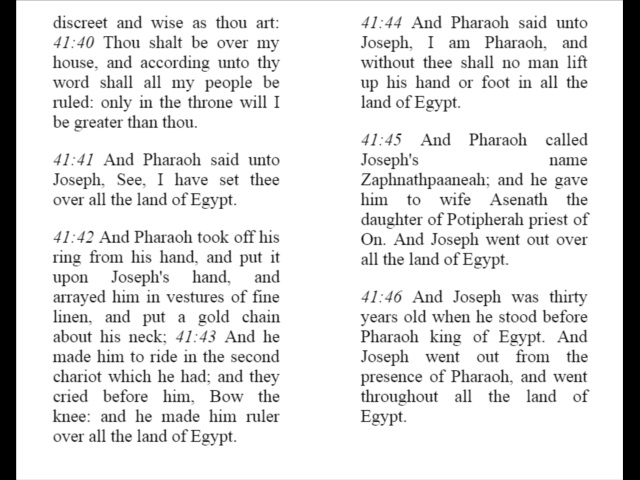 discreet and wise as thou art:
41:40 Thou shalt be over my
house, and according unto thy
word shall all my people be
ruled: only in the throne will I
be greater than thou.
41:41 And Pharaoh said unto
Joseph, See, I have set thee
over all the land of Egypt.
41:42 And Pharaoh took off his
ring from his hand, and put it
upon Joseph's hand, and
arrayed him in vestures of fine
linen, and put a gold chain
about his neck; 41:43 And he
made him to ride in the second
chariot which he had; and they
cried before him, Bow the
knee: and he made him ruler
over all the land of Egypt.
41:44 And Pharaoh said unto
Joseph, I am Pharaoh, and
without thee shall no man lift
up his hand or foot in all the
land of Egypt.
41:45 And Pharaoh called
Joseph's name
Zaphnathpaaneah; and he gave
him to wife Asenath the
daughter of Potipherah priest of
On. And Joseph went out over
all the land of Egypt.
41:46 And Joseph was thirty
years old when he stood before
Pharaoh king of Egypt. And
Joseph went out from the
presence of Pharaoh, and went
throughout all the land of
Egypt.